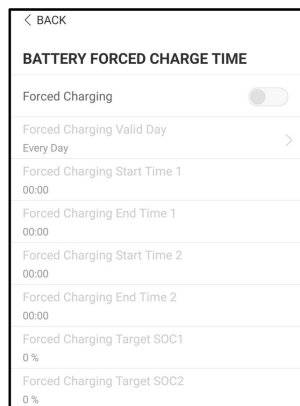 < BACK
BATTERY FORCED CHARGE TIME
Forced Charging
Forced Charging Valid Day
Every Day
Forced Charging Start Time 1
00:00
Forced Charging End Time 1
00:00
Forced Charging Start Time 2
00:00
Forced Charging End Time 2
00:00
Forced Charging Target SOC1
0 %
Forced Charging Target SOC2
0 %